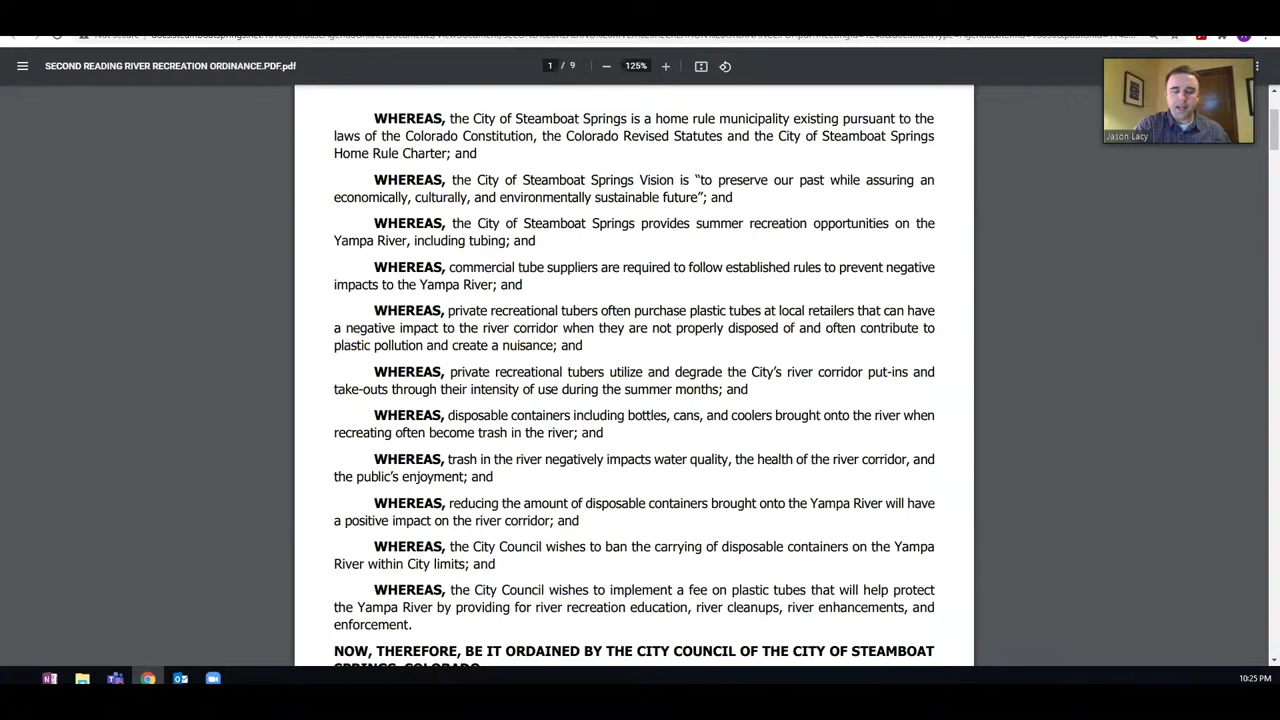 SECOND READING RIVER RECREATION ORDINANCE.PDF.pdf
1 / 9
125%
Jason Lacy
WHEREAS, the City of Steamboat Springs is a home rule municipality existing pursuant to the
laws of the Colorado Constitution, the Colorado Revised Statutes and the City of Steamboat Springs
Home Rule Charter; and
WHEREAS, the City of Steamboat Springs Vision is “to preserve our past while assuring an
economically, culturally, and environmentally sustainable future”; and
WHEREAS, the City of Steamboat Springs provides summer recreation opportunities on the
Yampa River, including tubing; and
WHEREAS, commercial tube suppliers are required to follow established rules to prevent negative
impacts to the Yampa River; and
WHEREAS, private recreational tubers often purchase plastic tubes at local retailers that can have
a negative impact to the river corridor when they are not properly disposed of and often contribute to
plastic pollution and create a nuisance; and
WHEREAS, private recreational tubers utilize and degrade the City’s river corridor put-ins and
take-outs through their intensity of use during the summer months; and
WHEREAS, disposable containers including bottles, cans, and coolers brought onto the river when
recreating often become trash in the river; and
WHEREAS, trash in the river negatively impacts water quality, the health of the river corridor, and
the public’s enjoyment; and
WHEREAS, reducing the amount of disposable containers brought onto the Yampa River will have
a positive impact on the river corridor; and
WHEREAS, the City Council wishes to ban the carrying of disposable containers on the Yampa
River within City limits; and
WHEREAS, the City Council wishes to implement a fee on plastic tubes that will help protect
the Yampa River by providing for river recreation education, river cleanups, river enhancements, and
enforcement.
NOW, THEREFORE, BE IT ORDAINED BY THE CITY COUNCIL OF THE CITY OF STEAMBOAT
SPRINGS, COLORADO
10:25 PM